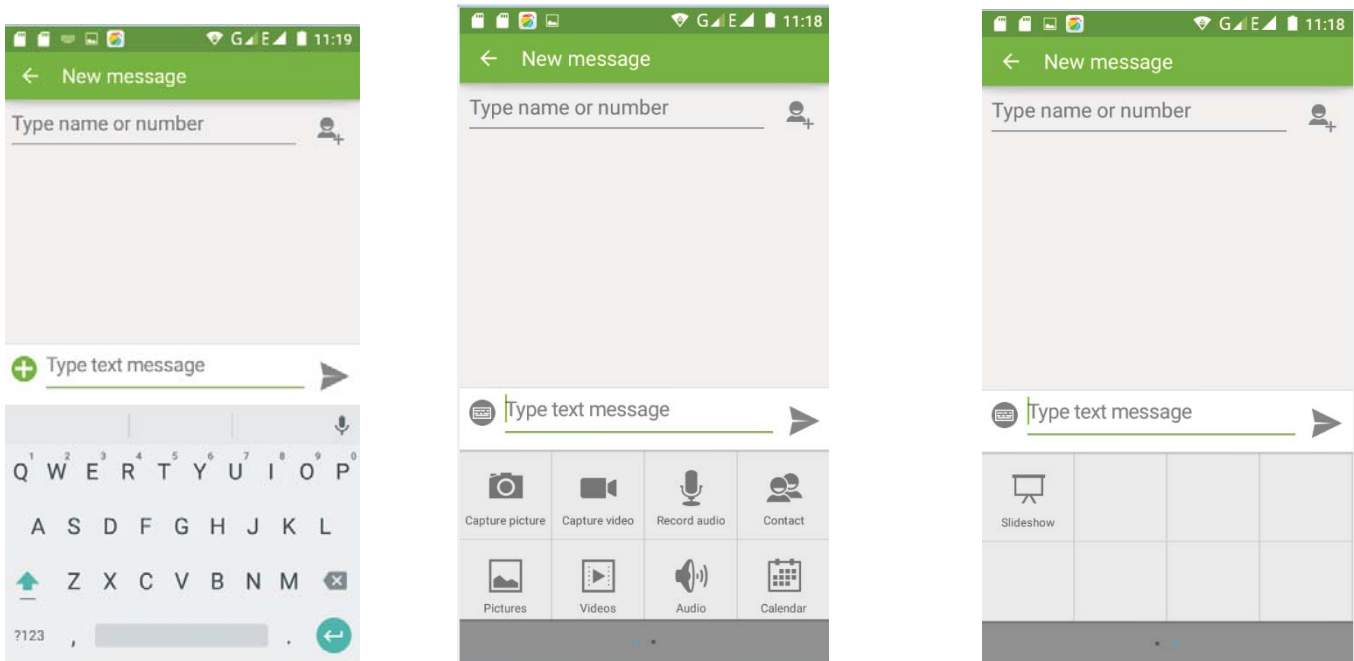 G E 11:19
New message
Type name or number
Type text message
1 2 3 4 5 6 7 8 9 0
Q W E R T Y U I O P
A S D F G H J K L
Z X C V B N M
?123 , .
G E 11:18
New message
Type name or number
Type text message
Capture picture Capture video Record audio Contact
Pictures Videos Audio Calendar
G E 11:18
New message
Type name or number
Type text message
Slideshow